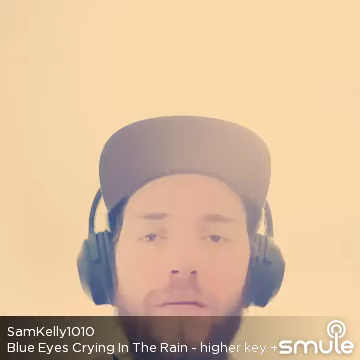 SamKelly1010
Blue Eyes Crying In The Rain - higher key +
smule